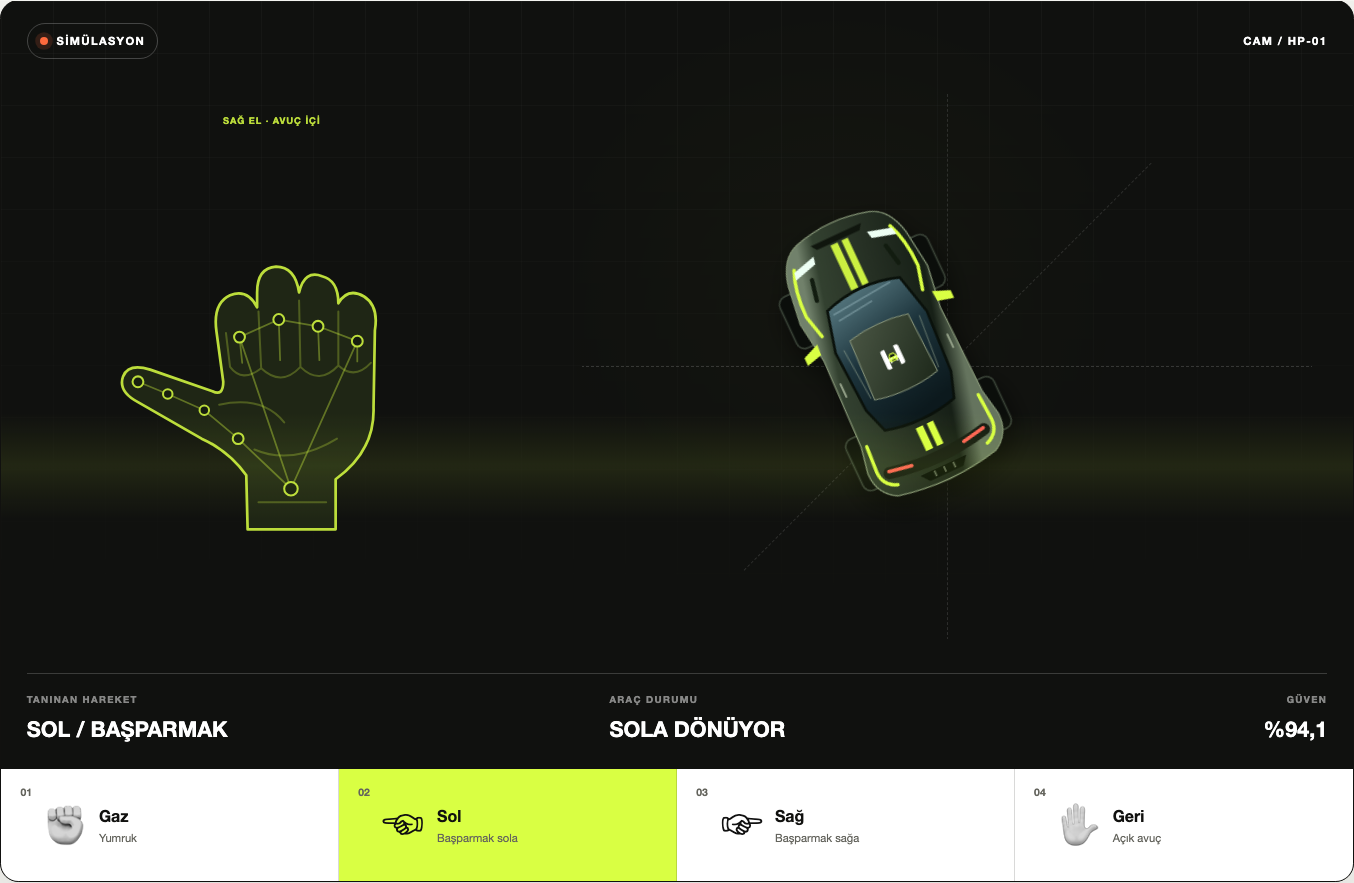 SİMÜLASYON
CAM / HP-01
SAĞ EL · AVUÇ İÇİ
H
TANINAN HAREKET
SOL / BAŞPARMAK
ARAÇ DURUMU
SOLA DÖNÜYOR
GÜVEN
%94,1
01
Gaz
Yumruk
02
Sol
Başparmak sola
03
Sağ
Başparmak sağa
04
Geri
Açık avuç